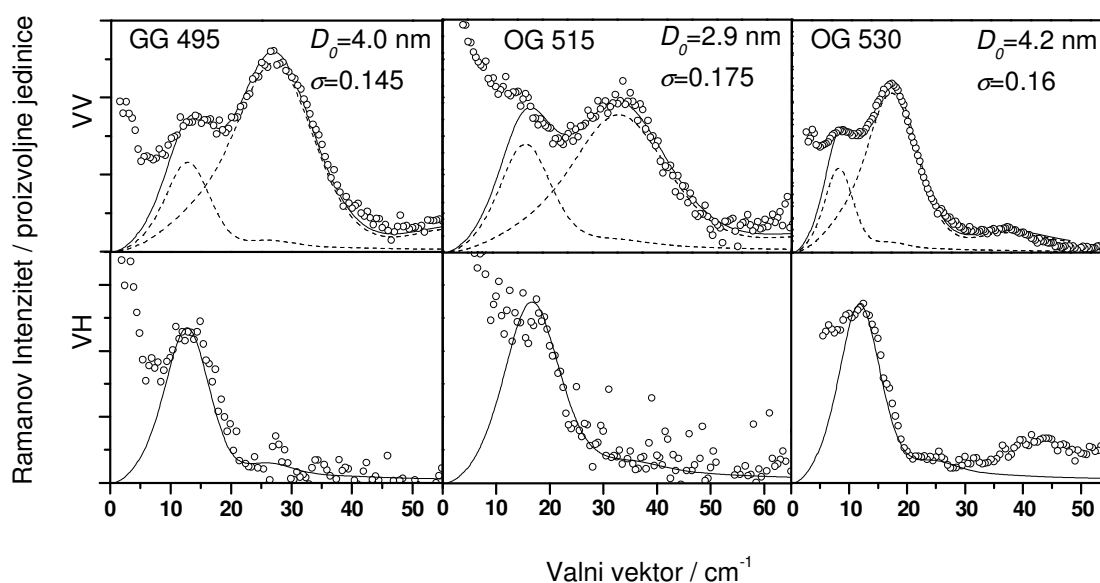 GG 495
D₀=4.0 nm
σ=0.145
OG 515
D₀=2.9 nm
σ=0.175
OG 530
D₀=4.2 nm
σ=0.16
VV
VH
Ramanov Intenzitet / proizvoljne jedinice
0 10 20 30 40 50
0 10 20 30 40 50 60
0 10 20 30 40 50
Valni vektor / cm⁻¹